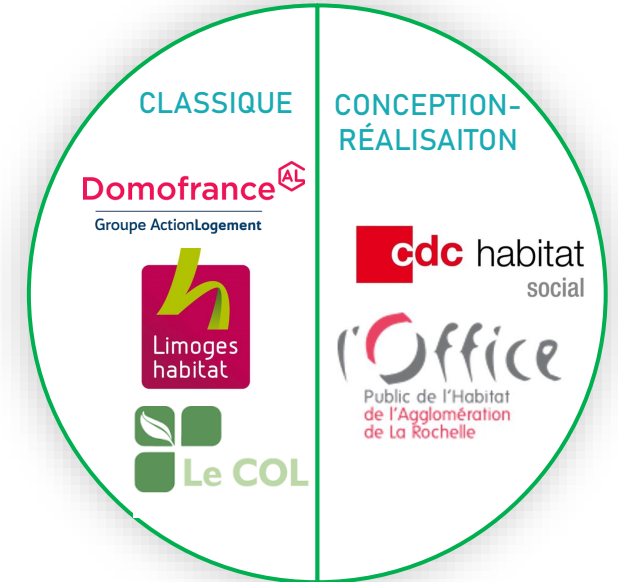 CLASSIQUE
Domofrance AL
Groupe ActionLogement
Limoges
habitat
Le COL
CONCEPTION-
RÉALISAITON
cdc habitat
social
l'Office
Public de l'Habitat
de l'Agglomération
de La Rochelle